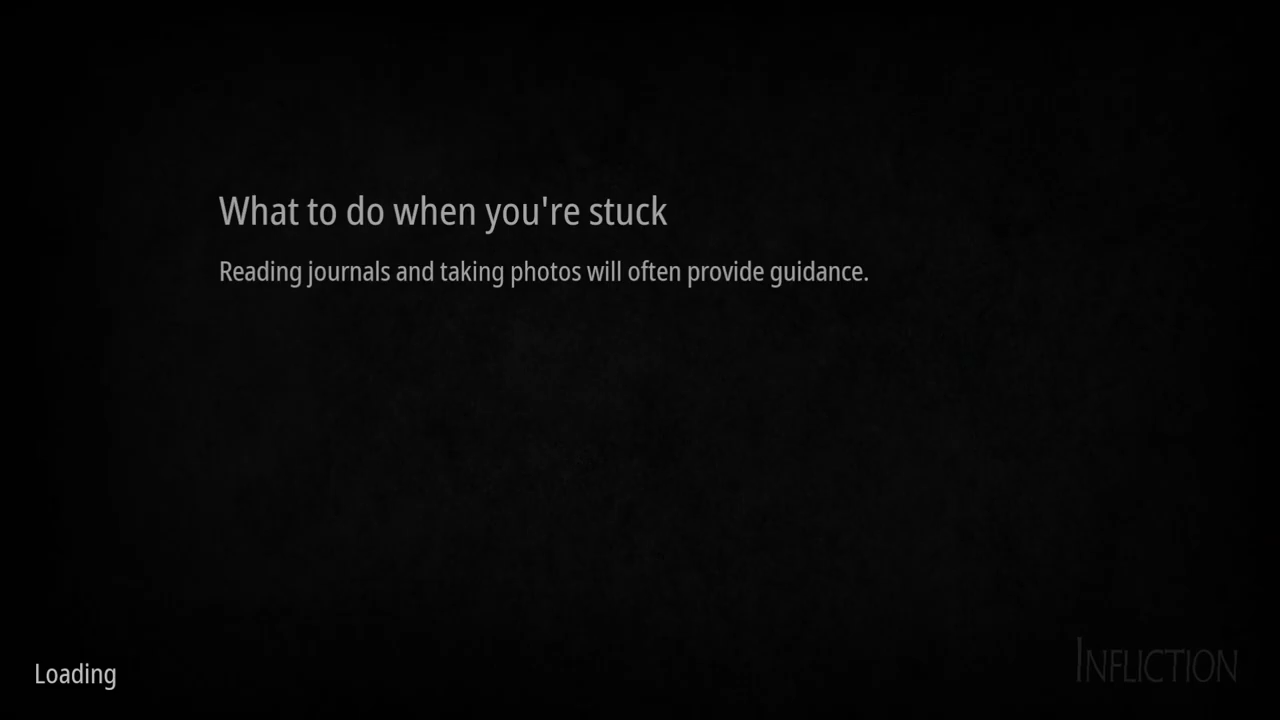 What to do when you're stuck
Reading journals and taking photos will often provide guidance.
Loading
INFLICTION